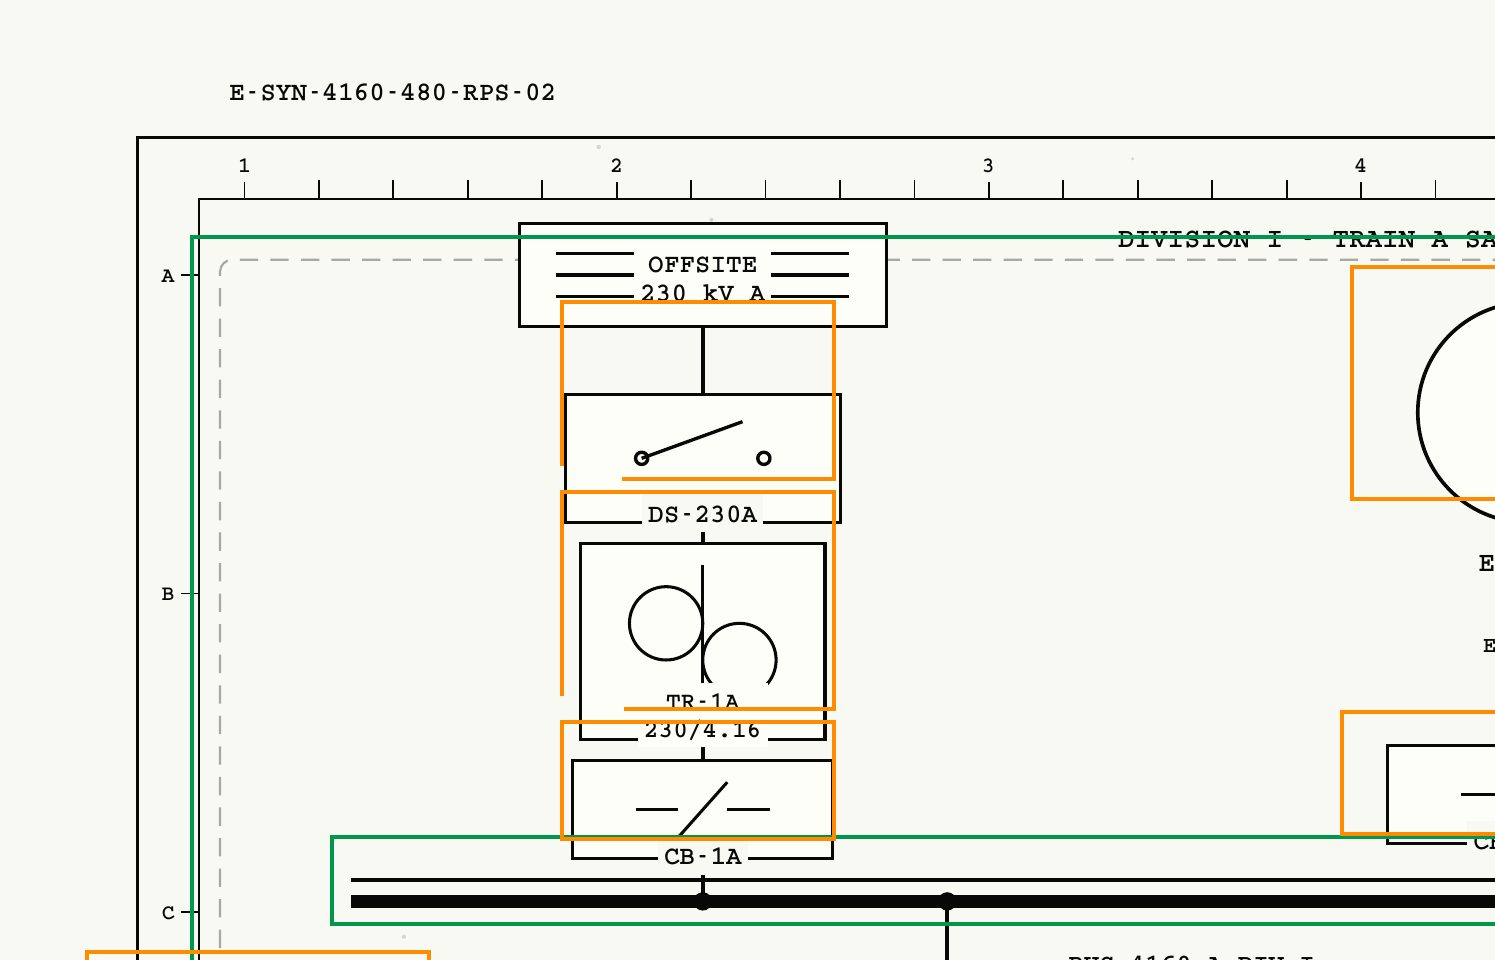 E-SYN-4160-480-RPS-02
1 2 3 4
DIVISION I - TRAIN A SA
A
OFFSITE
230 kV A
DS-230A
E
B
E
TR-1A
230/4.16
CB-1A
C